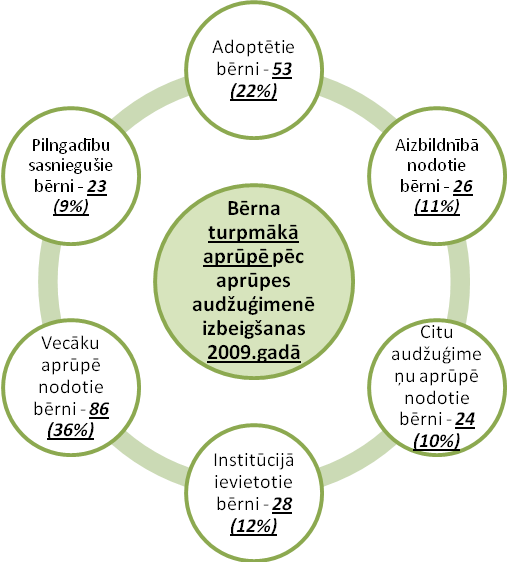 Adoptētie
bērni - 53
(22%)
Pilngadību
sasniegušie
bērni - 23
(9%)
Aizbildnībā
nodotie
bērni - 26
(11%)
Bērna
turpmākā
aprūpē pēc
aprūpes
audžuģimenē
izbeigšanas
2009.gadā
Vecāku
aprūpē
nodotie
bērni - 86
(36%)
Citu
audžuģime
ņu aprūpē
nodotie
bērni - 24
(10%)
Institūcijā
ievietotie
bērni - 28
(12%)